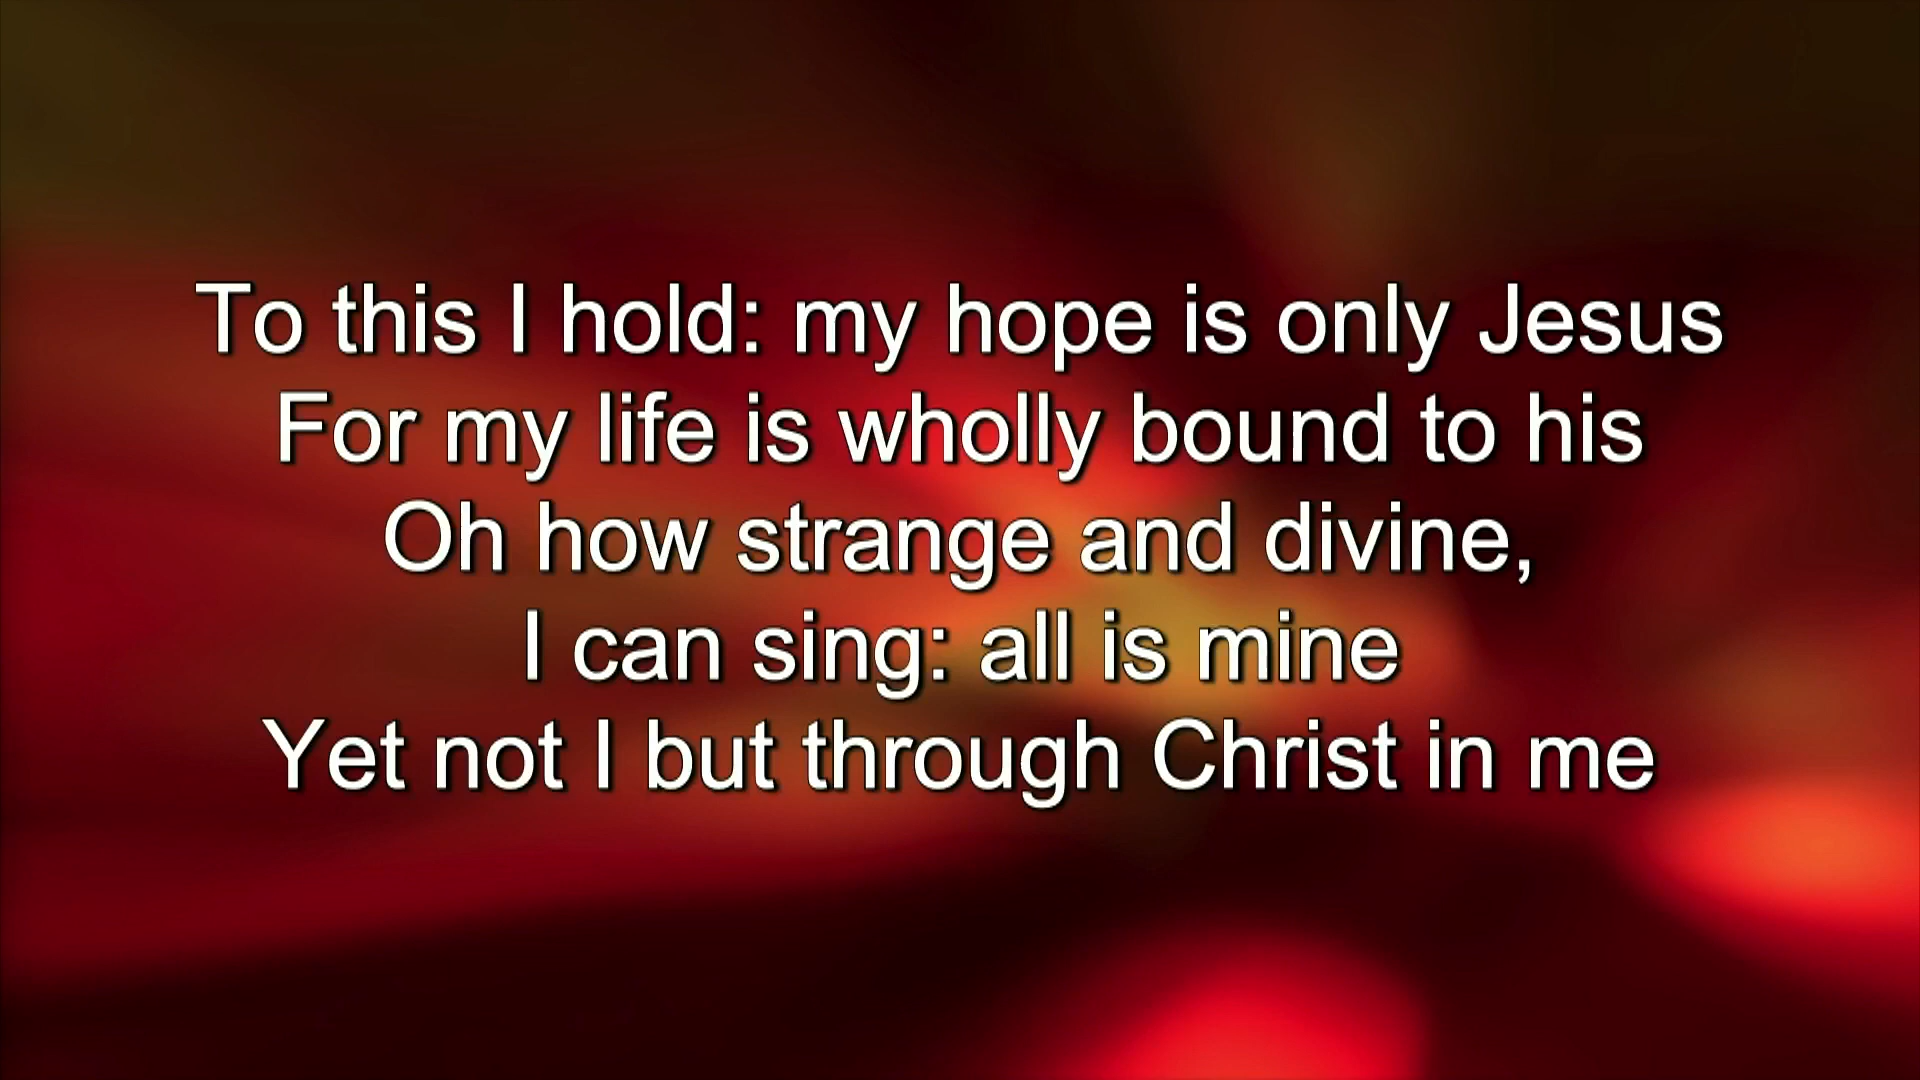 To this I hold: my hope is only Jesus
For my life is wholly bound to his
Oh how strange and divine,
I can sing: all is mine
Yet not I but through Christ in me